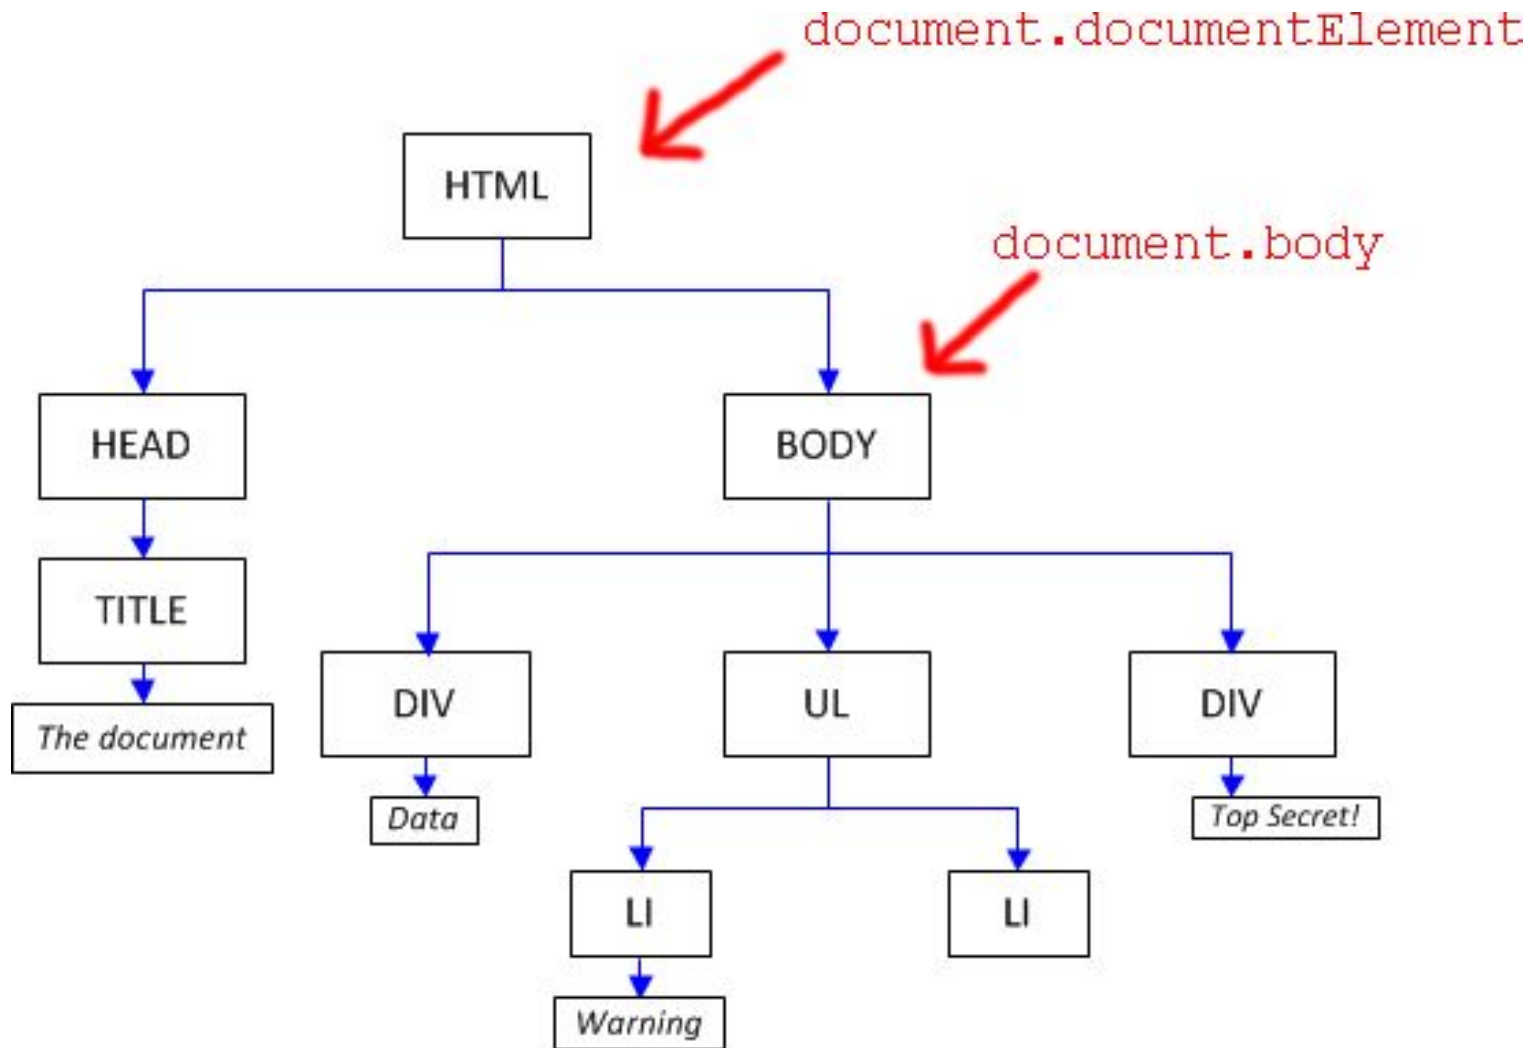 document.documentElement
HTML
document.body
HEAD
BODY
TITLE
DIV
UL
DIV
The document
Data
Top Secret!
LI
LI
Warning